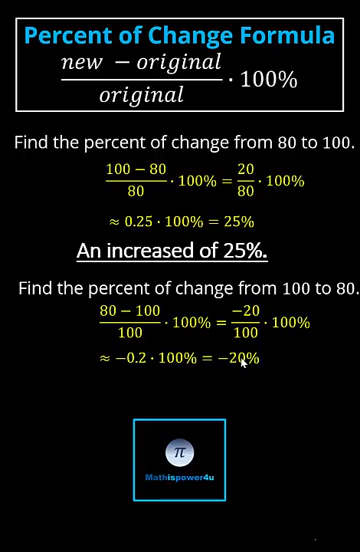 Percent of Change Formula
new − original
original
· 100%
Find the percent of change from 80 to 100.
100 − 80
80
· 100% =
20
80
· 100%
≈ 0.25 · 100% = 25%
An increased of 25%.
Find the percent of change from 100 to 80.
80 − 100
100
· 100% =
−20
100
· 100%
≈ −0.2 · 100% = −20%
π
Mathispower4u